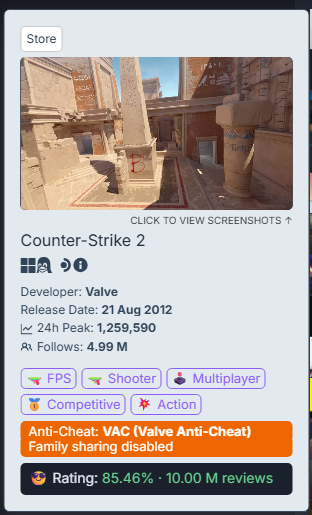 Store
B
CLICK TO VIEW SCREENSHOTS ↑
Counter-Strike 2
Developer: Valve
Release Date: 21 Aug 2012
24h Peak: 1,259,590
Follows: 4.99 M
FPS Shooter Multiplayer
Competitive Action
Anti-Cheat: VAC (Valve Anti-Cheat)
Family sharing disabled
Rating: 85.46% · 10.00 M reviews